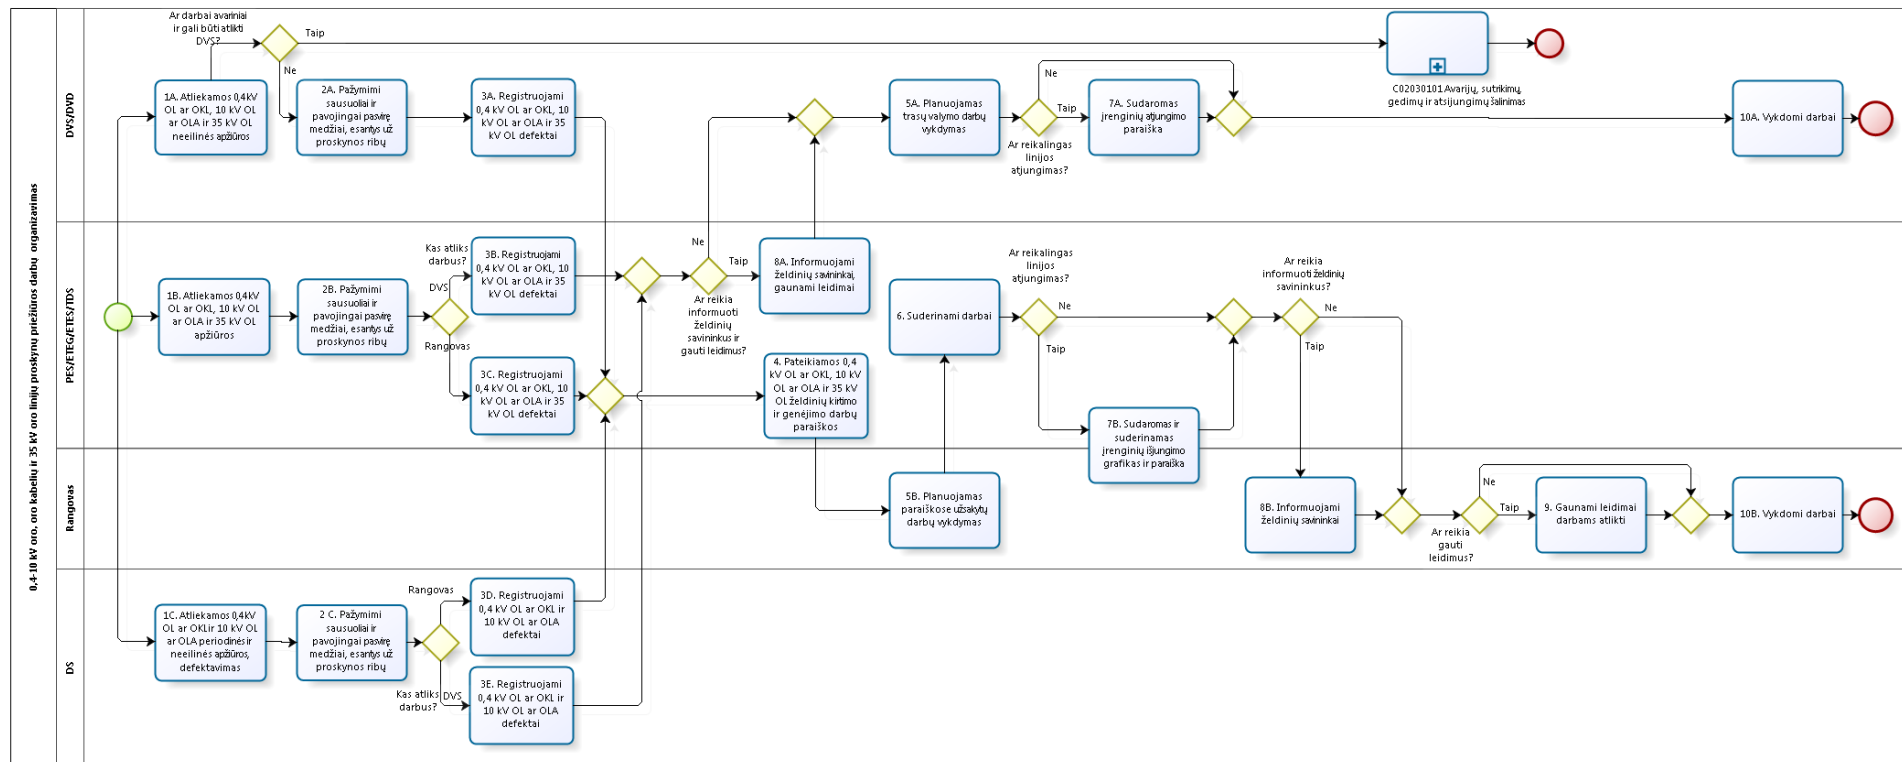 0,4-10 kV oro, oro kabelių ir 35 kV oro linijų proskynų priežiūros darbų organizavimas
DVS/DVD
Ar darbai avariniai
ir gali būti atlikti
DVS?
Taip
Ne
1A. Atliekamos 0,4kV
OL ar OKL, 10 kV OL
ar OLA ir 35 kV OL
neeilinės apžiūros
2A. Pažymimi
sausuoliai ir
pavojingai pasvirę
medžiai, esantys už
proskynos ribų
3A. Registruojami
0,4 kV OL ar OKL, 10
kV OL ar OLA ir 35
kV OL defektai
5A. Planuojamas
trasų valymo darbų
vykdymas
Ne
Taip
Ar reikalingas
linijos
atjungimas?
7A. Sudaromas
įrenginių atjungimo
paraiška
C02030101 Avarijų, sutrikimų,
gedimų ir atsijungimų šalinimas
10A. Vykdomi darbai
PES/ETEG/ETES/TDS
1B. Atliekamos 0,4kV
OL ar OKL, 10 kV OL
ar OLA ir 35 kV OL
apžiūros
2B. Pažymimi
sausuoliai ir
pavojingai pasvirę
medžiai, esantys už
proskynos ribų
Kas atliks
darbus?
DVS
Rangovas
3B. Registruojami
0,4 kV OL ar OKL, 10
kV OL ar OLA ir 35
kV OL defektai
3C. Registruojami
0,4 kV OL ar OKL, 10
kV OL ar OLA ir 35
kV OL defektai
Ne
Taip
Ar reikia
informuoti
želdinių
savininkus ir
gauti leidimus?
8A. Informuojami
želdinių savininkai,
gaunami leidimai
4. Pateikiamos 0,4
kV OL ar OKL, 10 kV
OL ar OLA ir 35 kV
OL želdinių kirtimo
ir genėjimo darbų
paraiškos
6. Suderinami darbai
Ar reikalingas
linijos
atjungimas?
Ne
Taip
7B. Sudaromas ir
suderinamas
įrenginių išjungimo
grafikas ir paraiška
Ar reikia
informuoti želdinių
savininkus?
Ne
Taip
Rangovas
5B. Planuojamas
paraiškose užsakytų
darbų vykdymas
8B. Informuojami
želdinių savininkai
Ne
Taip
Ar reikia
gauti
leidimus?
9. Gaunami leidimai
darbams atlikti
10B. Vykdomi darbai
DS
1C. Atliekamos 0,4kV
OL ar OKLir 10 kV OL
ar OLA periodinės ir
neeilinės apžiūros,
defektavimas
2 C. Pažymimi
sausuoliai ir
pavojingai pasvirę
medžiai, esantys už
proskynos ribų
Rangovas
Kas atliks
darbus?
DVS
3D. Registruojami
0,4 kV OL ar OKL ir
10 kV OL ar OLA
defektai
3E. Registruojami
0,4 kV OL ar OKL ir
10 kV OL ar OLA
defektai